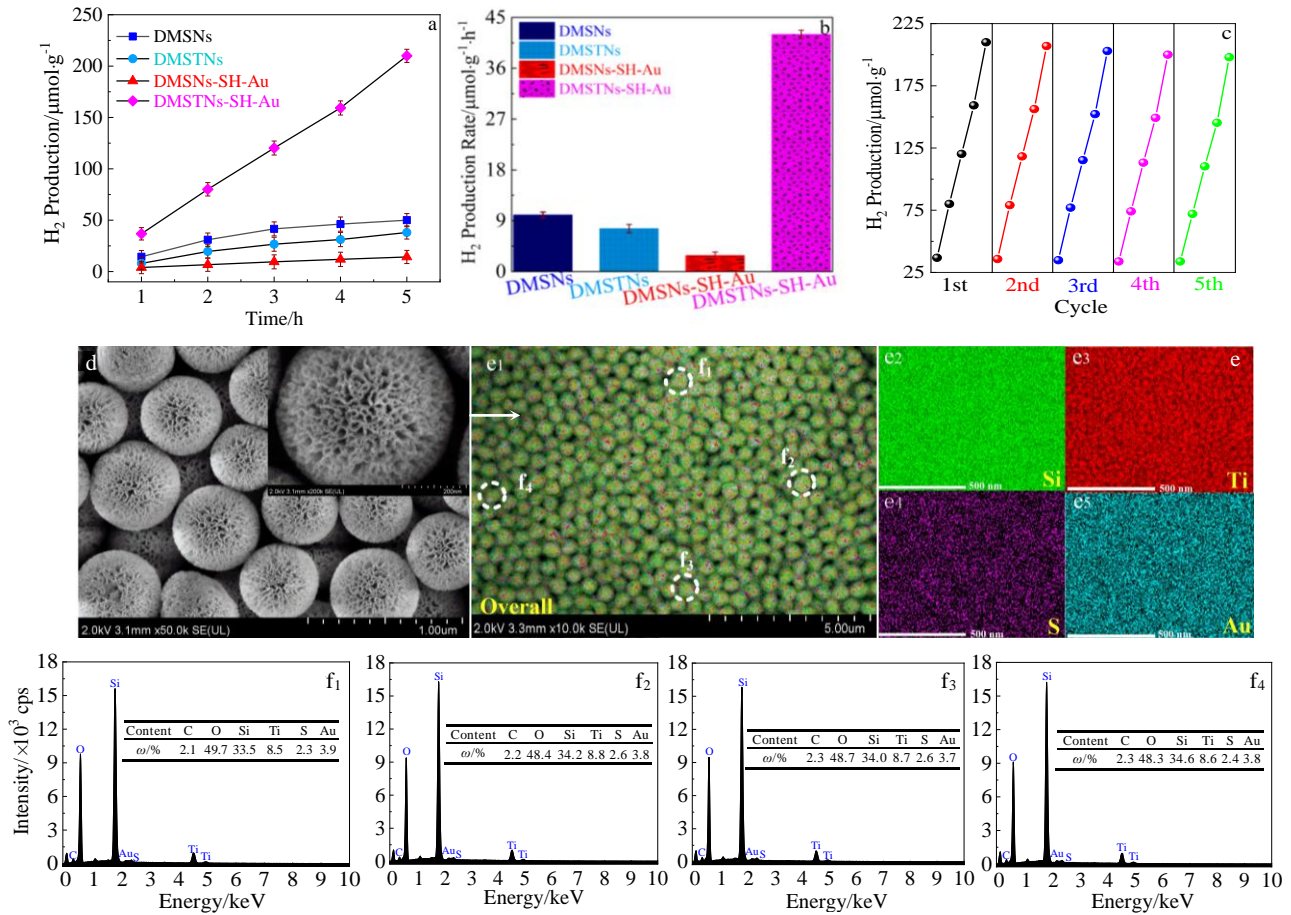 a
H₂ Production/μmol·g⁻¹
250
200
150
100
50
0
DMSNs
DMSTNs
DMSNs-SH-Au
DMSTNs-SH-Au
1 2 3 4 5
Time/h
b
H₂ Production Rate/μmol·g⁻¹·h⁻¹
45
36
27
18
9
0
DMSNs
DMSTNs
DMSNs-SH-Au
DMSTNs-SH-Au
DMSNs DMSTNs DMSNs-SH-Au DMSTNs-SH-Au
c
H₂ Production/μmol·g⁻¹
225
175
125
75
25
1st 2nd 3rd 4th 5th
Cycle
d
2.0kV 3.1mm x200k SE(UL) 200nm
2.0kV 3.1mm x50.0k SE(UL) 1.00um
e1
f₁
f₂
f₄
f₃
Overall
2.0kV 3.3mm x10.0k SE(UL) 5.00um
e2
500 nm
Si
e3 e
500 nm
Ti
e4
500 nm
S
e5
500 nm
Au
Intensity/×10³ cps
18
15
12
9
6
3
0
f₁
Si
O
C
Au
S
Ti
Ti
Content C O Si Ti S Au
ω/% 2.1 49.7 33.5 8.5 2.3 3.9
0 1 2 3 4 5 6 7 8 9 10
Energy/keV
18
15
12
9
6
3
0
f₂
Si
O
C
Au
S
Ti
Ti
Content C O Si Ti S Au
ω/% 2.2 48.4 34.2 8.8 2.6 3.8
0 1 2 3 4 5 6 7 8 9 10
Energy/keV
18
15
12
9
6
3
0
f₃
Si
O
C
Au
S
Ti
Ti
Content C O Si Ti S Au
ω/% 2.3 48.7 34.0 8.7 2.6 3.7
0 1 2 3 4 5 6 7 8 9 10
Energy/keV
18
15
12
9
6
3
0
f₄
Si
O
C
Au
S
Ti
Ti
Content C O Si Ti S Au
ω/% 2.3 48.3 34.6 8.6 2.4 3.8
0 1 2 3 4 5 6 7 8 9 10
Energy/keV